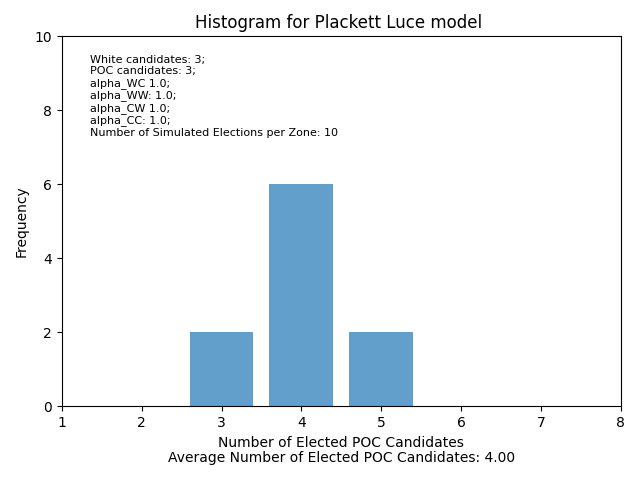 Histogram for Plackett Luce model
10
White candidates: 3;
POC candidates: 3;
alpha_WC 1.0;
alpha_WW: 1.0;
alpha_CW 1.0;
alpha_CC: 1.0;
Number of Simulated Elections per Zone: 10
8
6
4
2
0
Frequency
1 2 3 4 5 6 7 8
Number of Elected POC Candidates
Average Number of Elected POC Candidates: 4.00